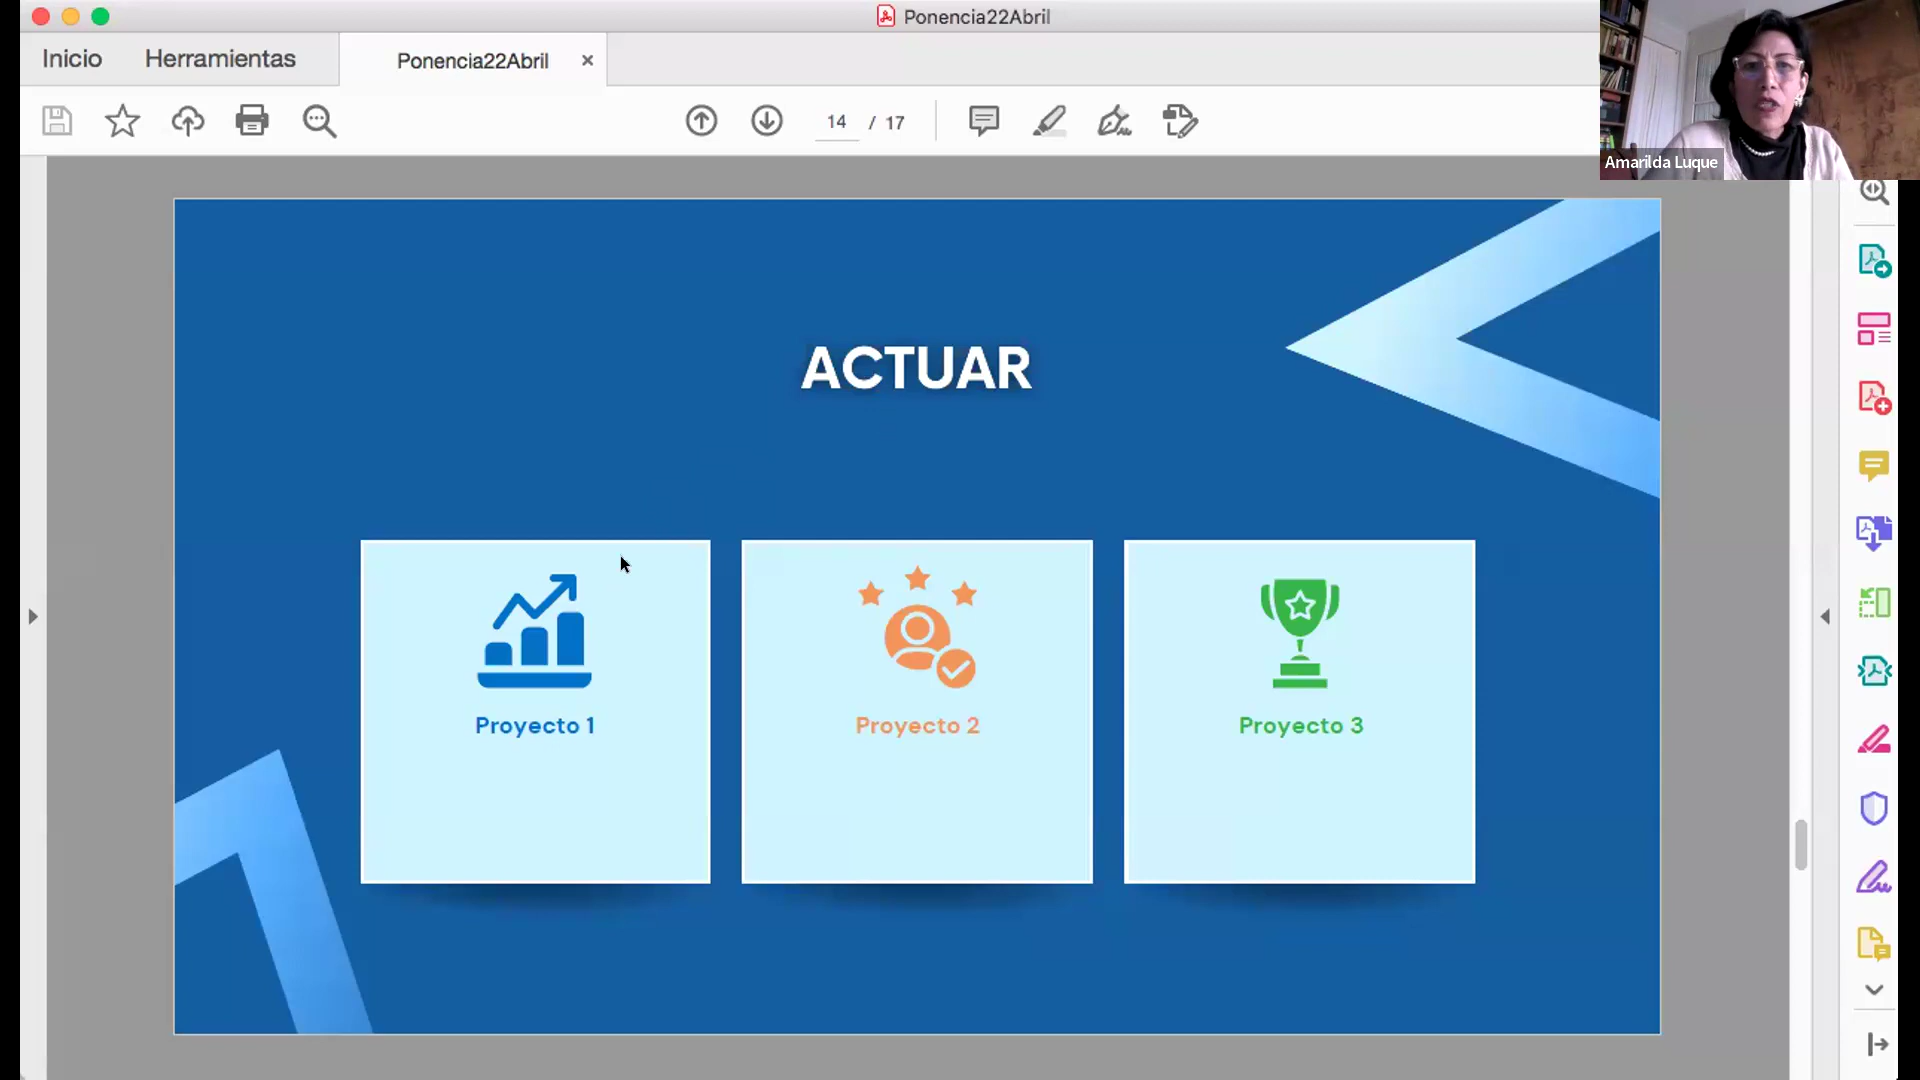 Ponencia22Abril
Inicio
Herramientas
Ponencia22Abril
14 / 17
Amarilda Luque
ACTUAR
Proyecto 1
Proyecto 2
Proyecto 3